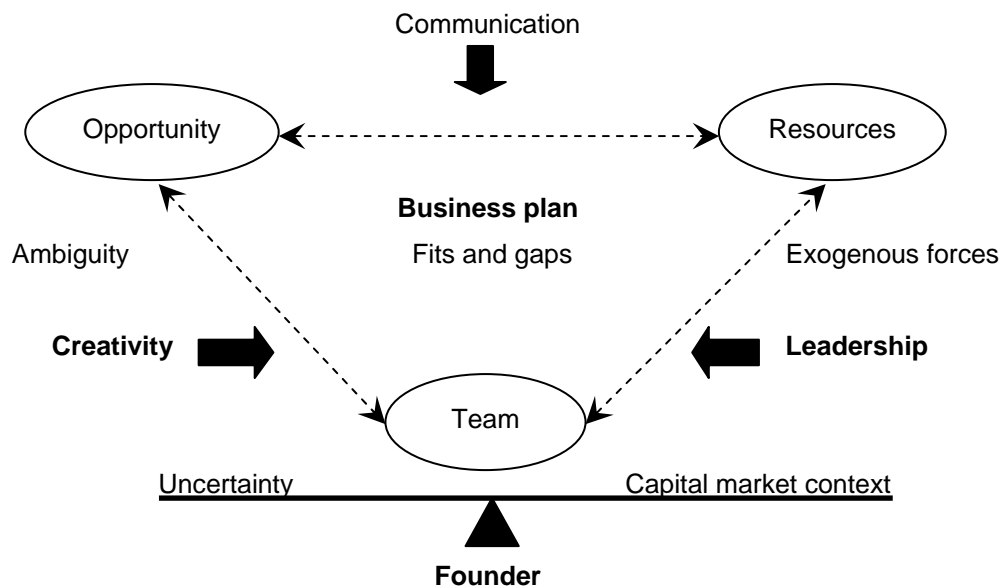 Communication
Opportunity
Resources
Business plan
Fits and gaps
Ambiguity
Exogenous forces
Creativity
Leadership
Team
Uncertainty
Capital market context
Founder